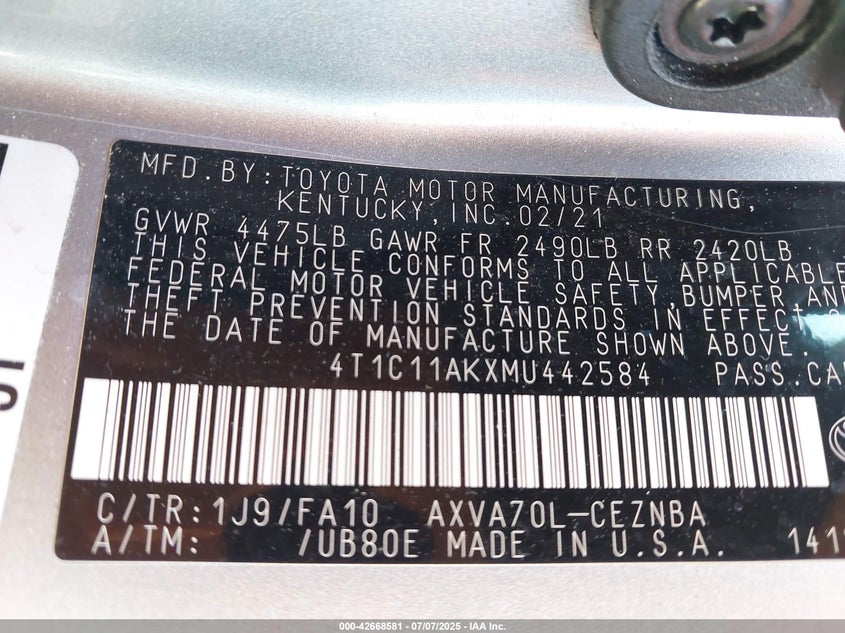 MFD. BY: TOYOTA MOTOR MANUFACTURING,
KENTUCKY, INC. 02/21
GVWR 4475LB GAWR FR 2490LB RR 2420LB
THIS VEHICLE CONFORMS TO ALL APPLICABLE
FEDERAL MOTOR VEHICLE SAFETY, BUMPER AND
THEFT PREVENTION STANDARDS IN EFFECT O
THE DATE OF MANUFACTURE SHOWN ABOVE.
4T1C11AKXMU442584 PASS. CA
C/TR: 1J9/FA10 AXVA70L-CEZNBA
A/TM: /UB80E MADE IN U.S.A. 141
000-42668581 | 07/07/2025 | IAA Inc.